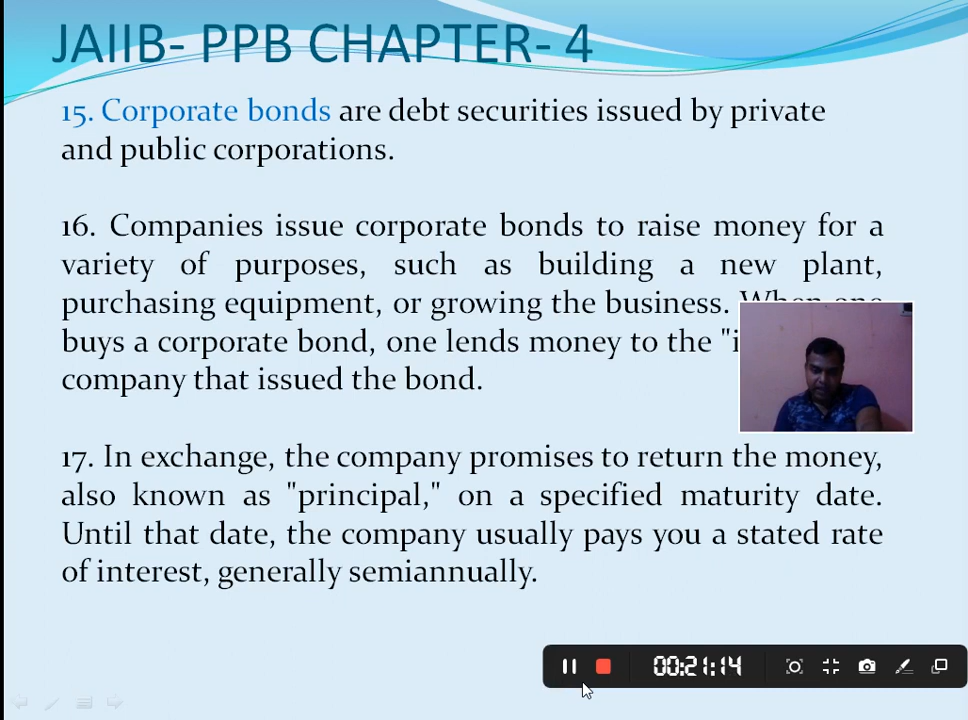 JAIIB- PPB CHAPTER- 4
15. Corporate bonds are debt securities issued by private
and public corporations.
16. Companies issue corporate bonds to raise money for a
variety of purposes, such as building a new plant,
purchasing equipment, or growing the business. When one
buys a corporate bond, one lends money to the "i
company that issued the bond.
17. In exchange, the company promises to return the money,
also known as "principal," on a specified maturity date.
Until that date, the company usually pays you a stated rate
of interest, generally semiannually.
00:21:14